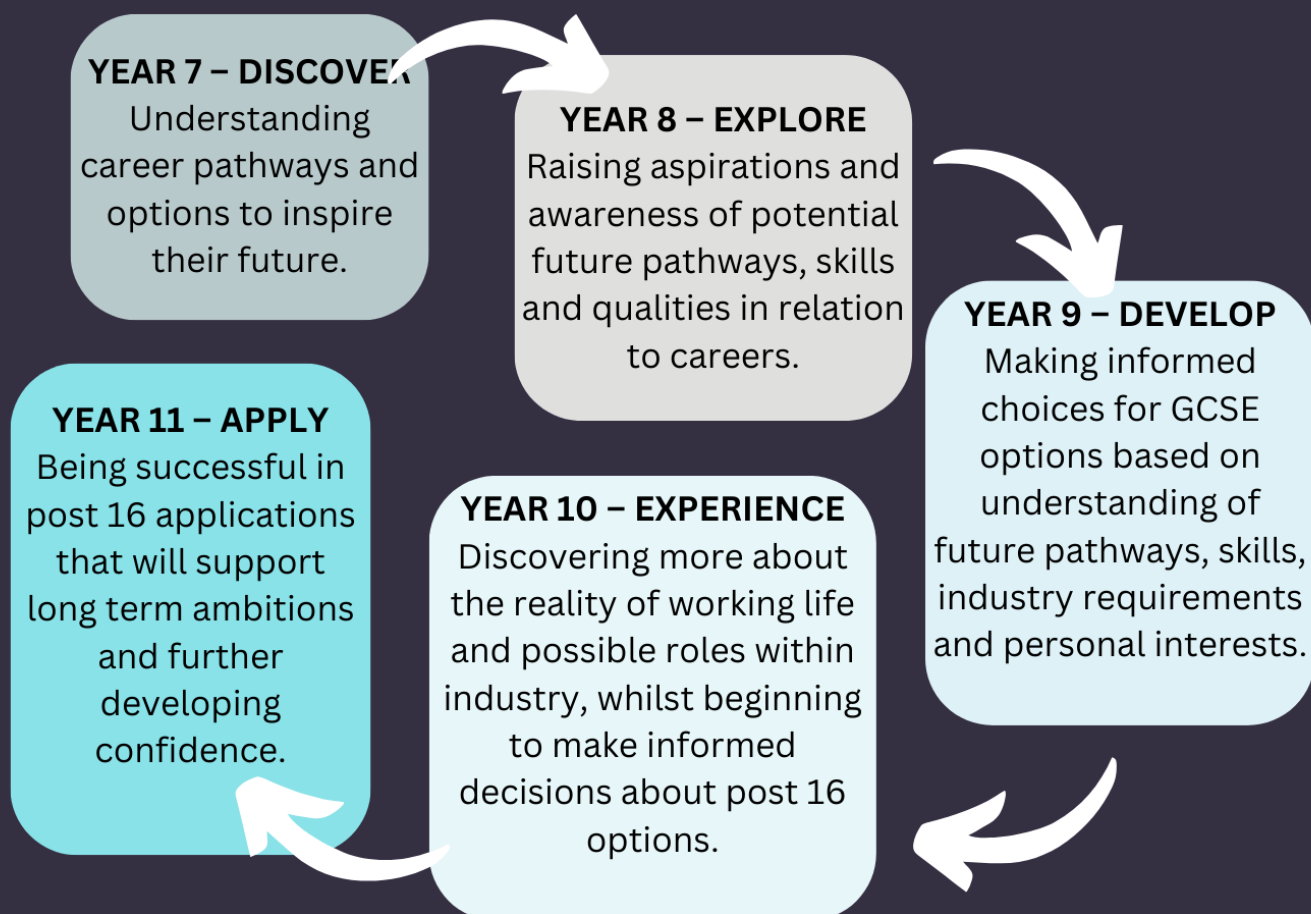 YEAR 7 – DISCOVER
Understanding
career pathways and
options to inspire
their future.
YEAR 8 – EXPLORE
Raising aspirations and
awareness of potential
future pathways, skills
and qualities in relation
to careers.
YEAR 9 – DEVELOP
Making informed
choices for GCSE
options based on
understanding of
future pathways, skills,
industry requirements
and personal interests.
YEAR 10 – EXPERIENCE
Discovering more about
the reality of working life
and possible roles within
industry, whilst beginning
to make informed
decisions about post 16
options.
YEAR 11 – APPLY
Being successful in
post 16 applications
that will support
long term ambitions
and further
developing
confidence.